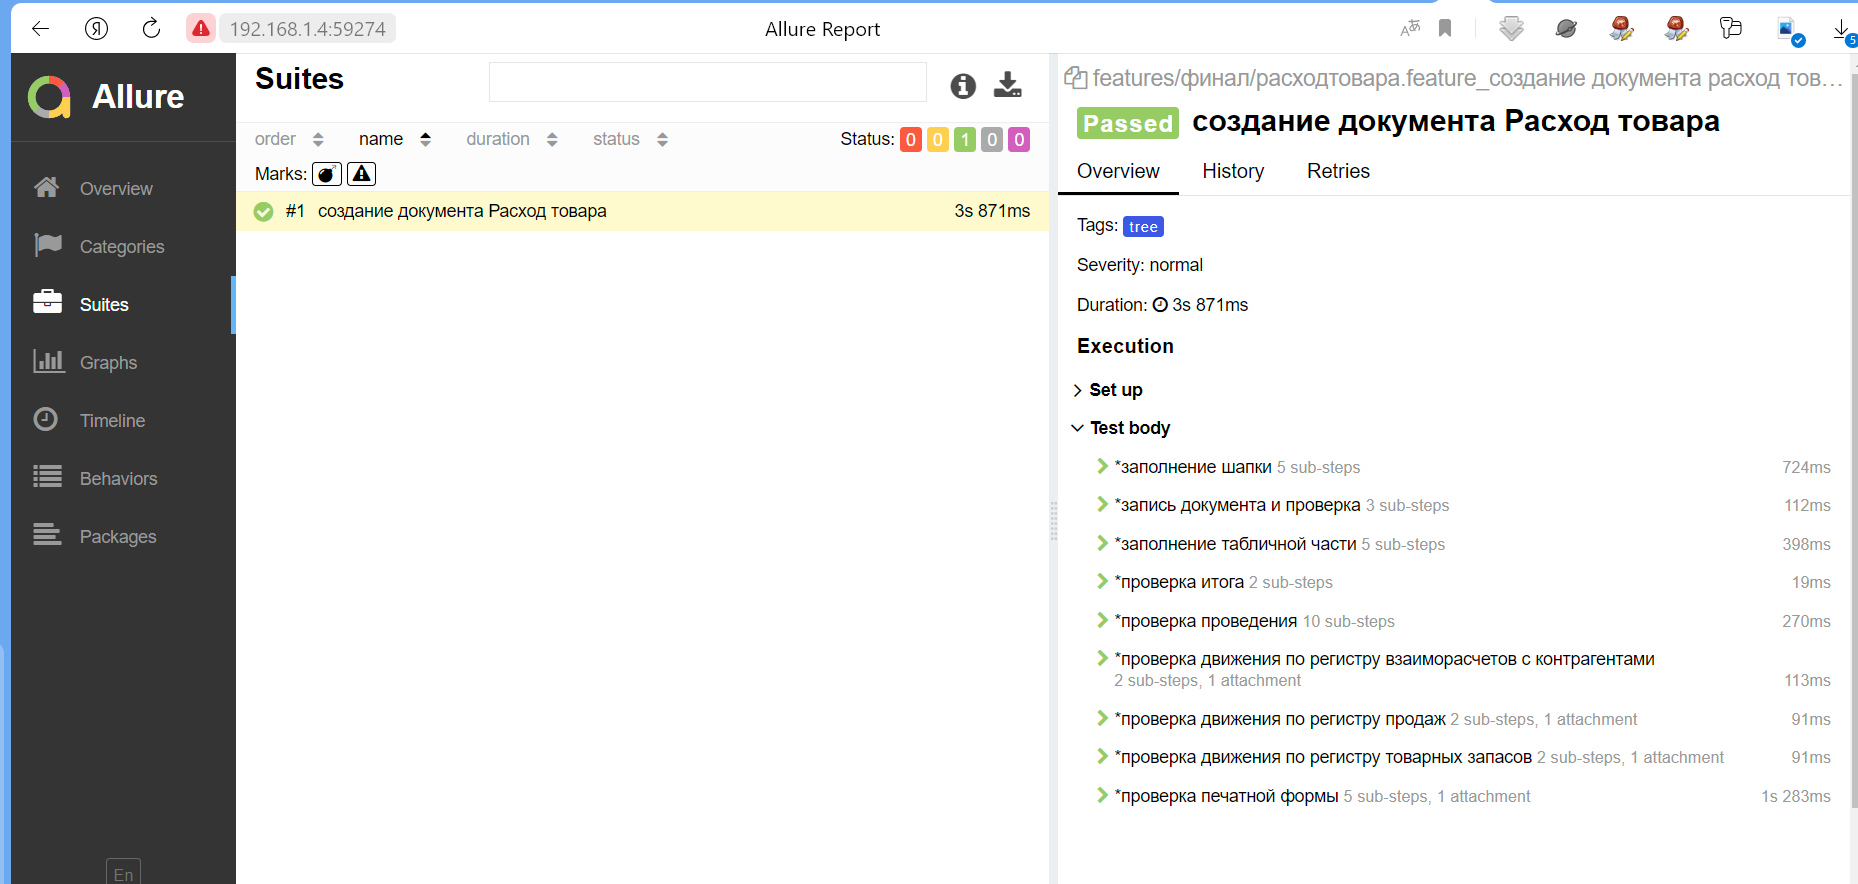 192.168.1.4:59274
Allure Report
5
Allure
Overview
Categories
Suites
Graphs
Timeline
Behaviors
Packages
En
Suites
order name duration status Status: 0 0 1 0 0
Marks:
#1 создание документа Расход товара 3s 871ms
features/финал/расходтовара.feature_создание документа расход тов...
Passed создание документа Расход товара
Overview History Retries
Tags: tree
Severity: normal
Duration: 3s 871ms
Execution
Set up
Test body
*заполнение шапки 5 sub-steps 724ms
*запись документа и проверка 3 sub-steps 112ms
*заполнение табличной части 5 sub-steps 398ms
*проверка итога 2 sub-steps 19ms
*проверка проведения 10 sub-steps 270ms
*проверка движения по регистру взаиморасчетов с контрагентами
2 sub-steps, 1 attachment 113ms
*проверка движения по регистру продаж 2 sub-steps, 1 attachment 91ms
*проверка движения по регистру товарных запасов 2 sub-steps, 1 attachment 91ms
*проверка печатной формы 5 sub-steps, 1 attachment 1s 283ms